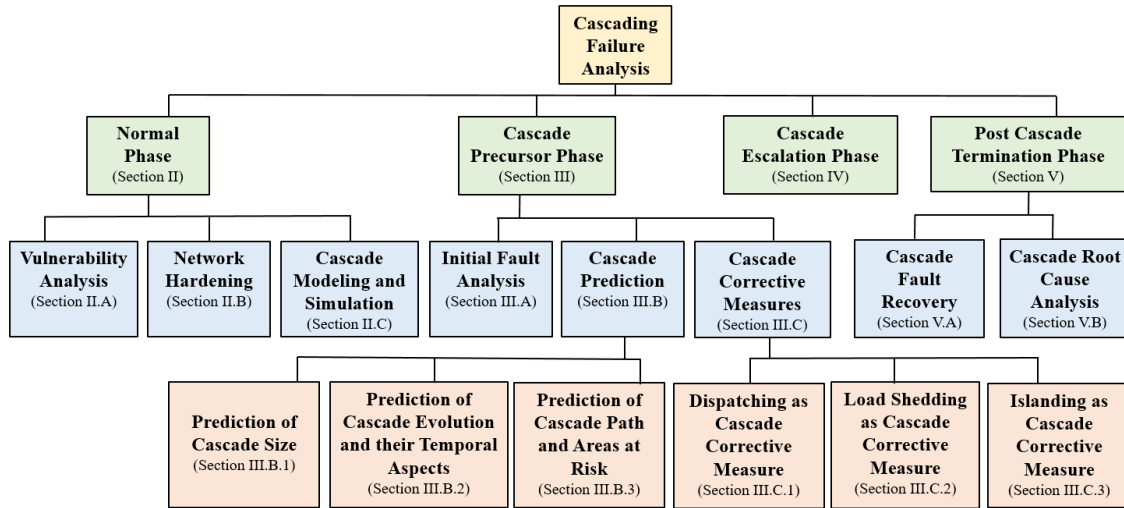 Cascading
Failure
Analysis
Normal
Phase
(Section II)
Cascade
Precursor Phase
(Section III)
Cascade
Escalation Phase
(Section IV)
Post Cascade
Termination Phase
(Section V)
Vulnerability
Analysis
(Section II.A)
Network
Hardening
(Section II.B)
Cascade
Modeling and
Simulation
(Section II.C)
Initial Fault
Analysis
(Section III.A)
Cascade
Prediction
(Section III.B)
Cascade
Corrective
Measures
(Section III.C)
Cascade
Fault
Recovery
(Section V.A)
Cascade Root
Cause
Analysis
(Section V.B)
Prediction of
Cascade Size
(Section III.B.1)
Prediction of
Cascade Evolution
and their Temporal
Aspects
(Section III.B.2)
Prediction of
Cascade Path
and Areas at
Risk
(Section III.B.3)
Dispatching as
Cascade
Corrective
Measure
(Section III.C.1)
Load Shedding
as Cascade
Corrective
Measure
(Section III.C.2)
Islanding as
Cascade
Corrective
Measure
(Section III.C.3)